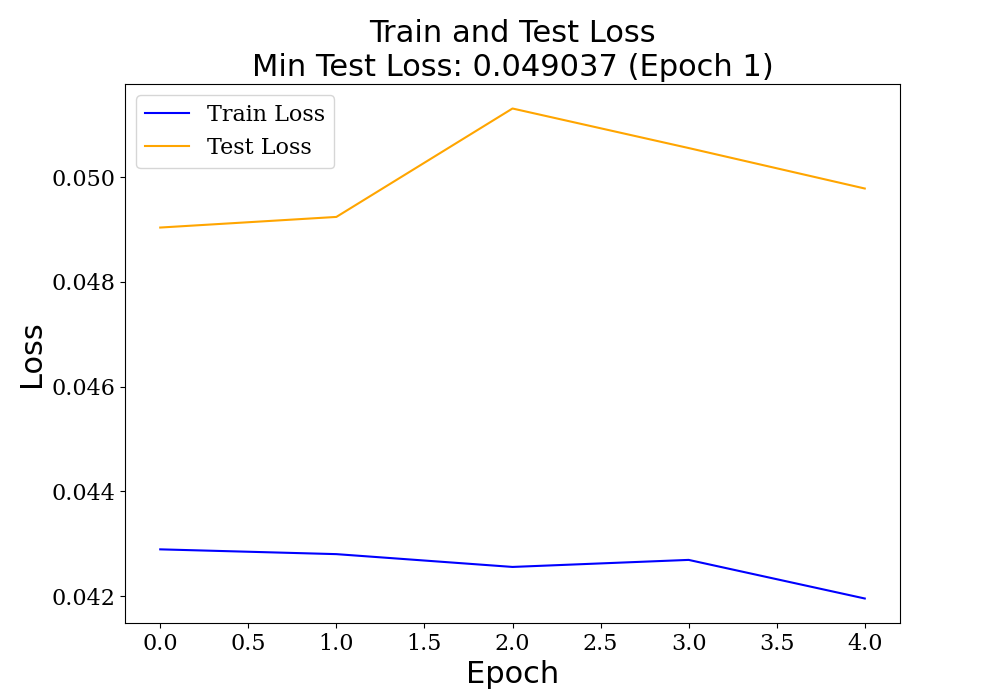 Train and Test Loss
Min Test Loss: 0.049037 (Epoch 1)
Train Loss
Test Loss
0.050
0.048
0.046
0.044
0.042
Loss
0.0 0.5 1.0 1.5 2.0 2.5 3.0 3.5 4.0
Epoch